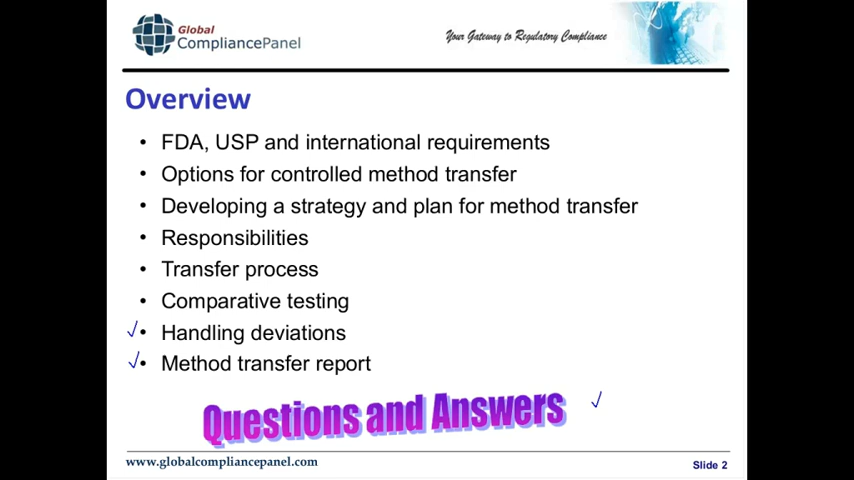 Global
CompliancePanel
Your Gateway to Regulatory Compliance
Overview
• FDA, USP and international requirements
• Options for controlled method transfer
• Developing a strategy and plan for method transfer
• Responsibilities
• Transfer process
• Comparative testing
√• Handling deviations
√• Method transfer report
Questions and Answers √
www.globalcompliancepanel.com
Slide 2